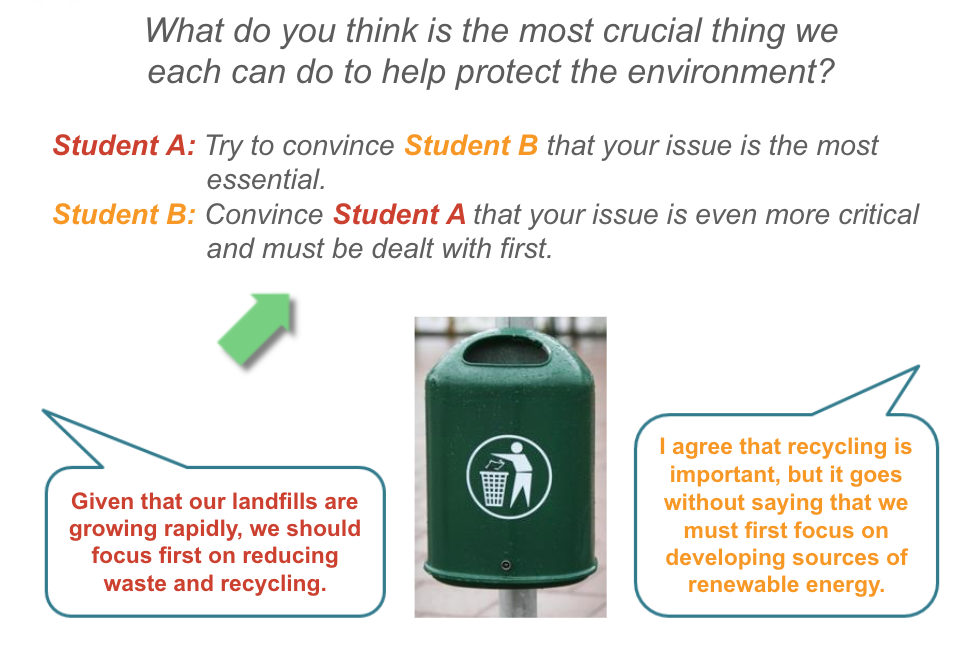 What do you think is the most crucial thing we
each can do to help protect the environment?
Student A: Try to convince Student B that your issue is the most
essential.
Student B: Convince Student A that your issue is even more critical
and must be dealt with first.
Given that our landfills are
growing rapidly, we should
focus first on reducing
waste and recycling.
I agree that recycling is
important, but it goes
without saying that we
must first focus on
developing sources of
renewable energy.